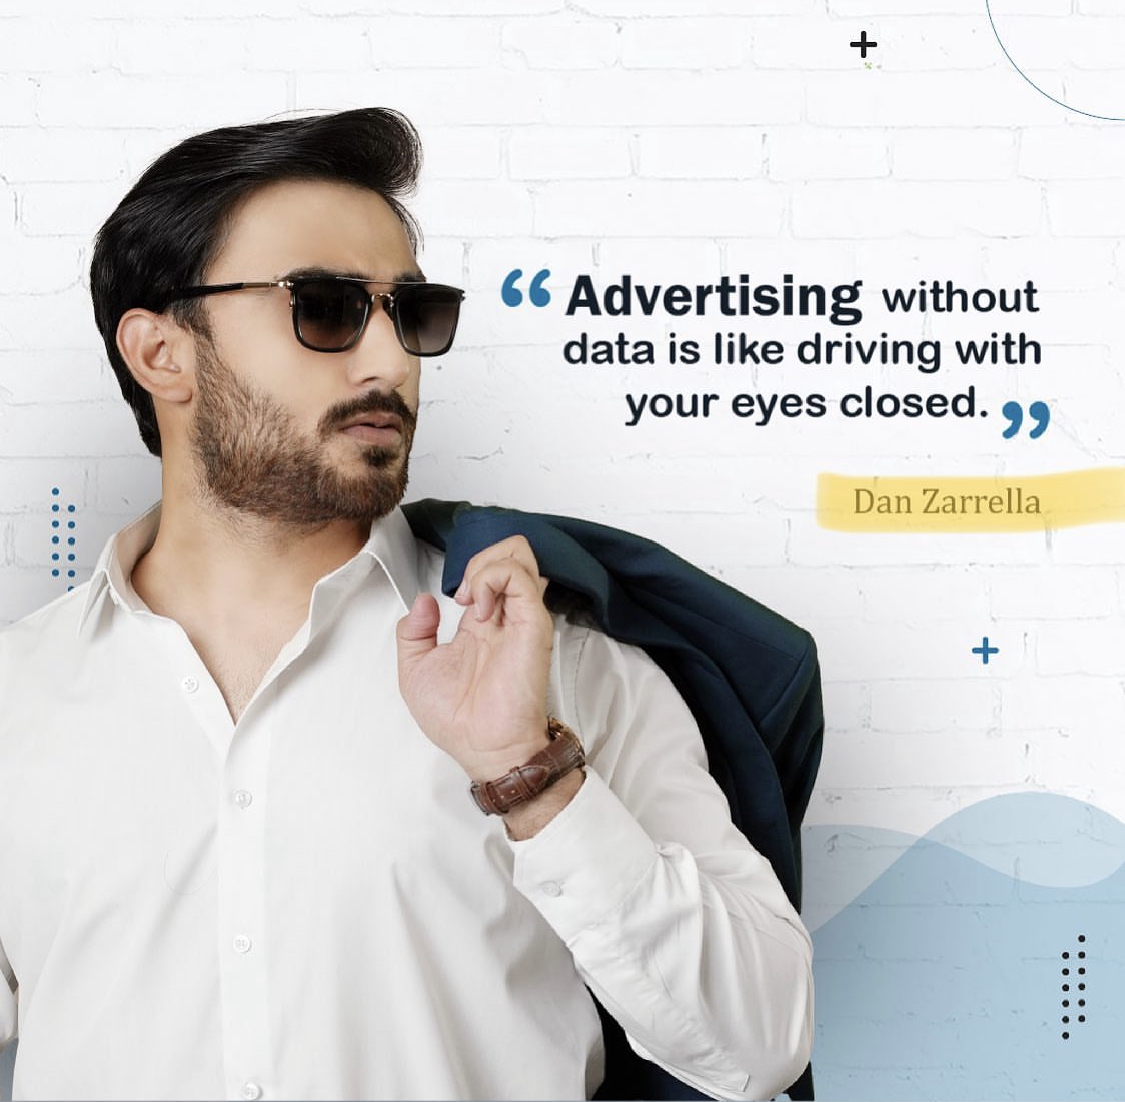 “Advertising without
data is like driving with
your eyes closed.”
Dan Zarrella